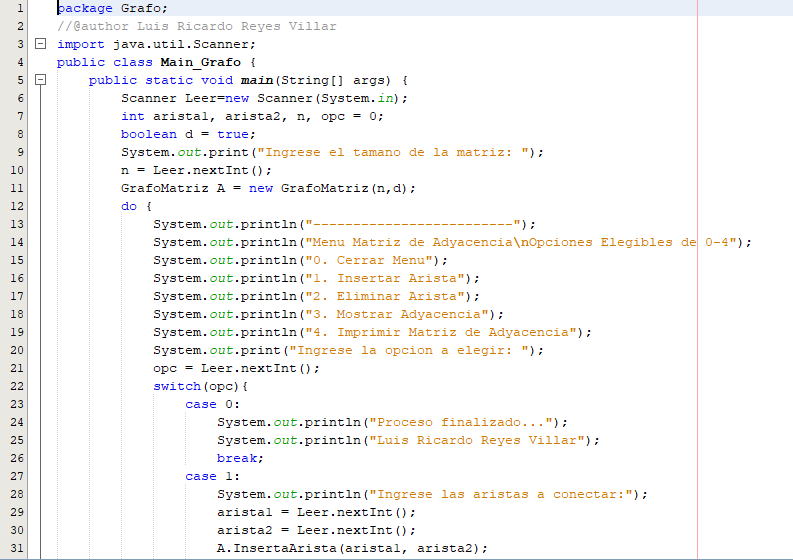 1 package Grafo;
2 //@author Luis Ricardo Reyes Villar
3 import java.util.Scanner;
4 public class Main_Grafo {
5 public static void main(String[] args) {
6 Scanner Leer=new Scanner(System.in);
7 int arista1, arista2, n, opc = 0;
8 boolean d = true;
9 System.out.print("Ingrese el tamano de la matriz: ");
10 n = Leer.nextInt();
11 GrafoMatriz A = new GrafoMatriz(n,d);
12 do {
13 System.out.println("-------------------------");
14 System.out.println("Menu Matriz de Adyacencia\nOpciones Elegibles de 0-4");
15 System.out.println("0. Cerrar Menu");
16 System.out.println("1. Insertar Arista");
17 System.out.println("2. Eliminar Arista");
18 System.out.println("3. Mostrar Adyacencia");
19 System.out.println("4. Imprimir Matriz de Adyacencia");
20 System.out.print("Ingrese la opcion a elegir: ");
21 opc = Leer.nextInt();
22 switch(opc){
23 case 0:
24 System.out.println("Proceso finalizado...");
25 System.out.println("Luis Ricardo Reyes Villar");
26 break;
27 case 1:
28 System.out.println("Ingrese las aristas a conectar:");
29 arista1 = Leer.nextInt();
30 arista2 = Leer.nextInt();
31 A.InsertaArista(arista1, arista2);